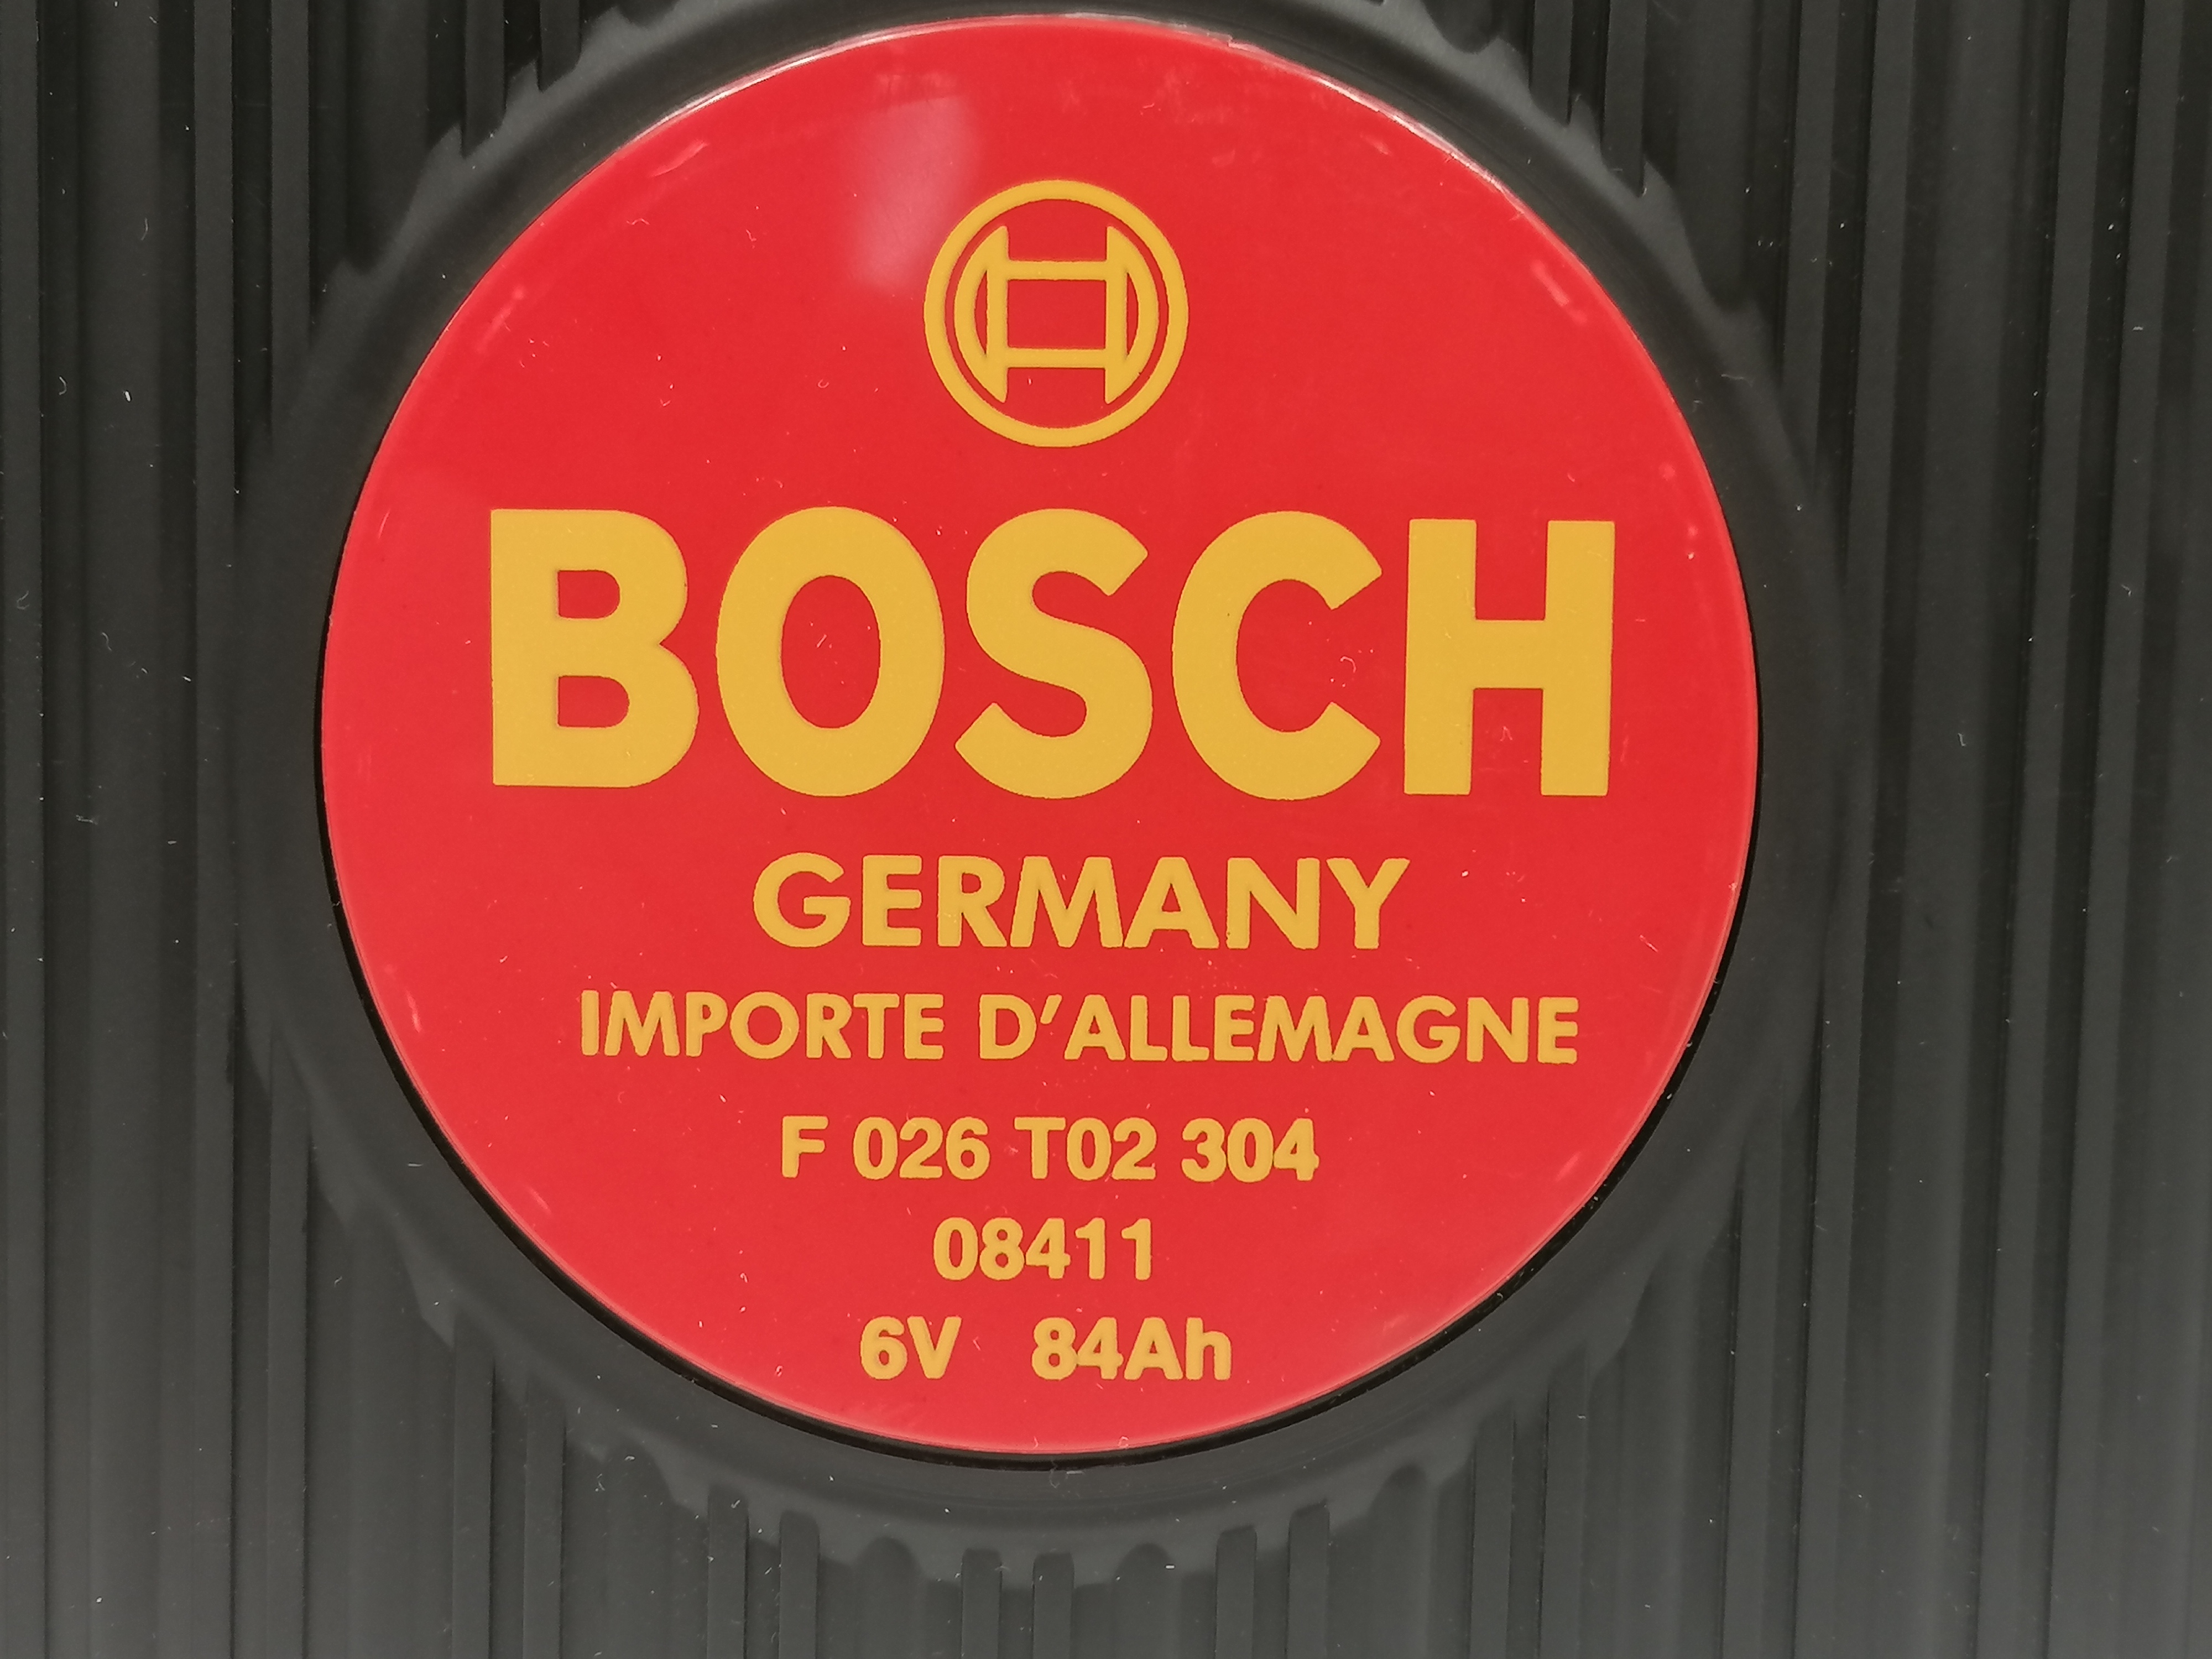 BOSCH
GERMANY
IMPORTE D'ALLEMAGNE
F 026 T02 304
08411
6V 84Ah